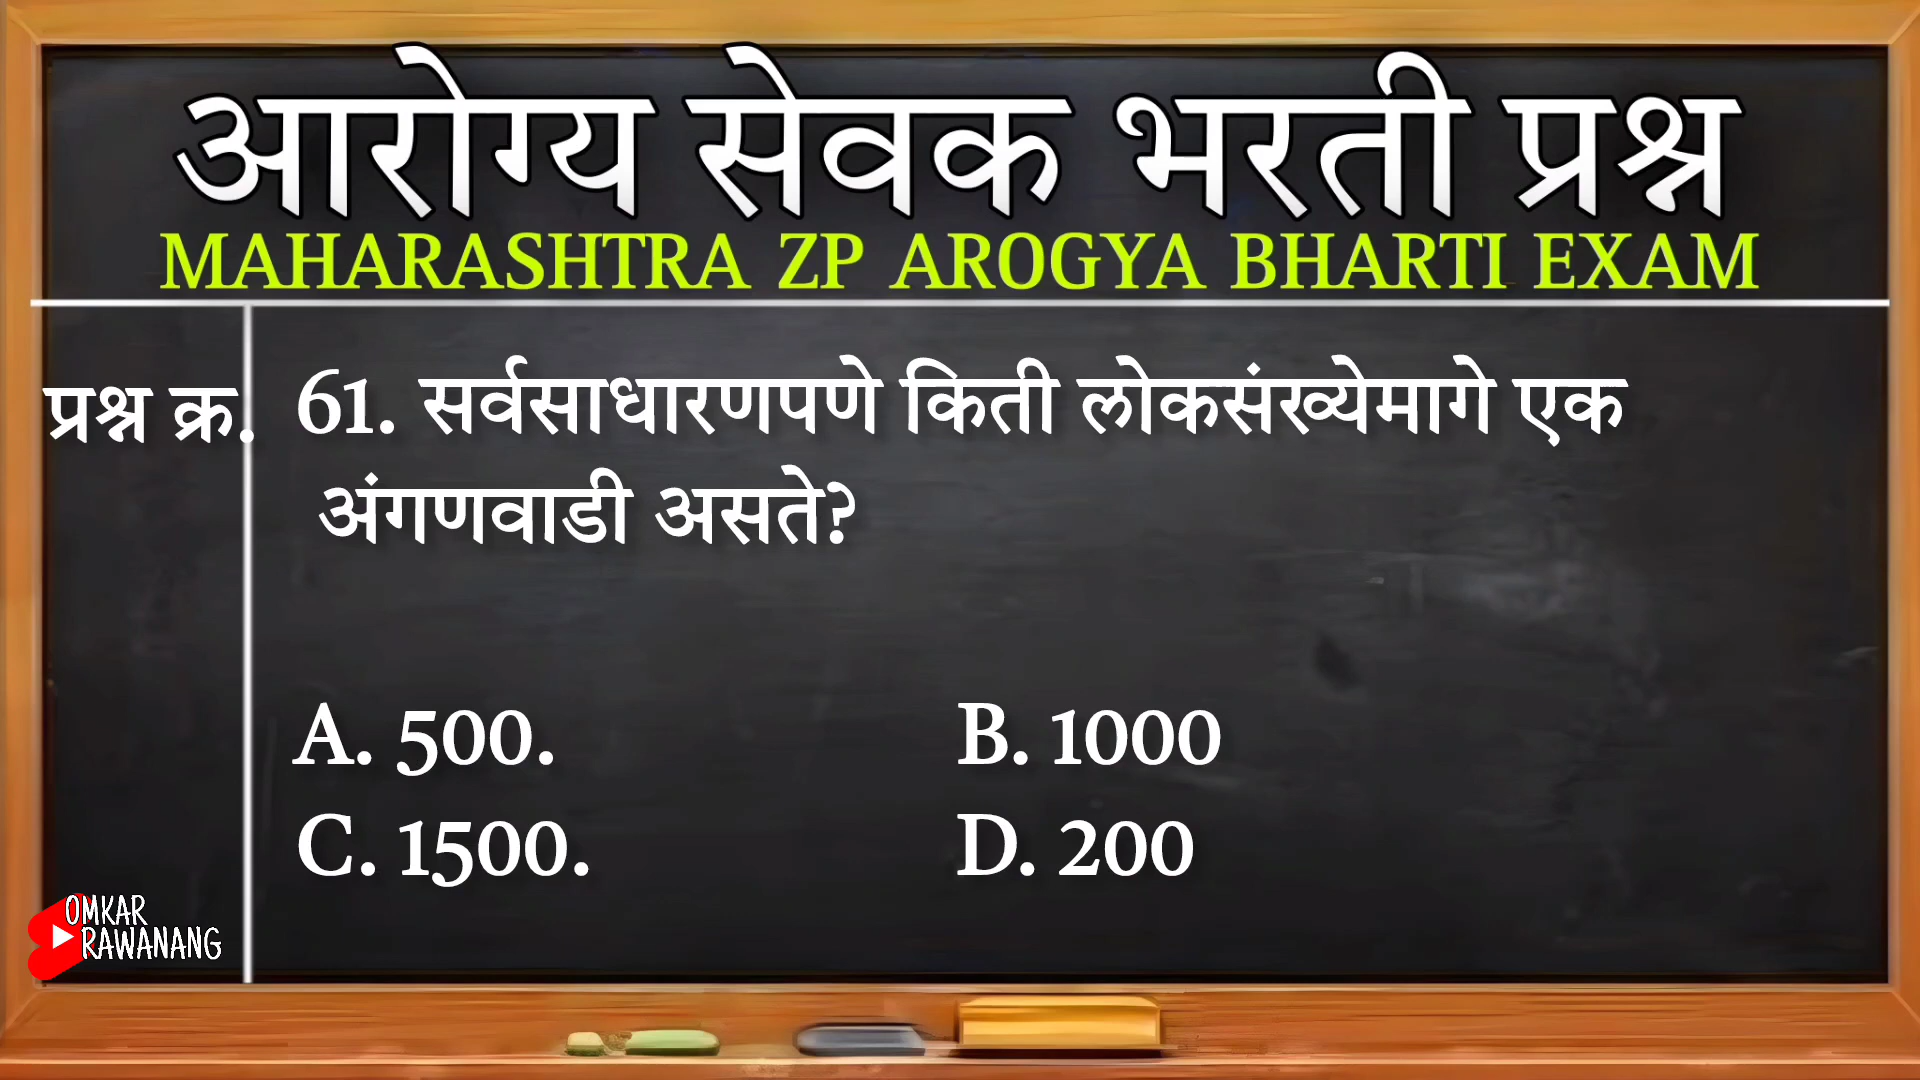 आरोग्य सेवक भरती प्रश्न
MAHARASHTRA ZP AROGYA BHARTI EXAM
प्रश्न क्र. 61. सर्वसाधारणपणे किती लोकसंख्येमागे एक
अंगणवाडी असते?
A. 500. B. 1000
C. 1500. D. 200
OMKAR
RAWANANG